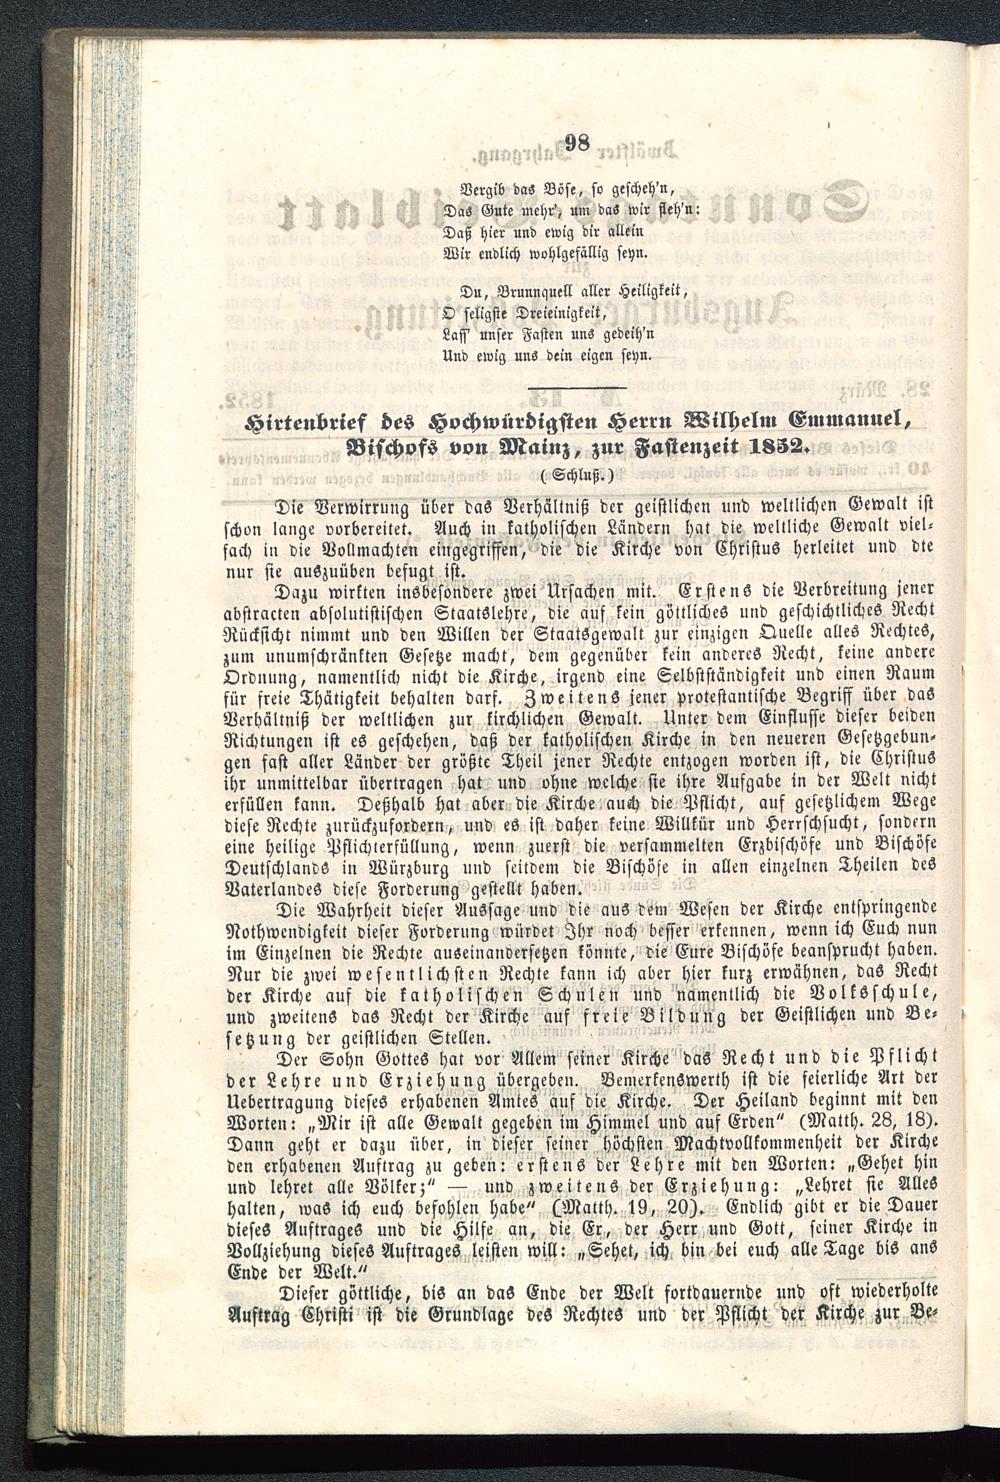 98
Vergib das Böse, so gescheh'n,
Das Gute mehr', um das wir fleh'n:
Daß hier und ewig dir allein
Wir endlich wohlgefällig seyn.
Du, Brunnquell aller Heiligkeit,
O seligste Dreieinigkeit,
Lass' unser Fasten uns gedeih'n
Und ewig uns dein eigen seyn.
Hirtenbrief des Hochwürdigsten Herrn Wilhelm Emmanuel,
Bischofs von Mainz, zur Fastenzeit 1852.
(Schluß.)
Die Verwirrung über das Verhältniß der geistlichen und weltlichen Gewalt ist
schon lange vorbereitet. Auch in katholischen Ländern hat die weltliche Gewalt viel-
fach in die Vollmachten eingegriffen, die die Kirche von Christus herleitet und dte
nur sie auszuüben befugt ist.
Dazu wirkten insbesondere zwei Ursachen mit. Erstens die Verbreitung jener
abstracten absolutistischen Staatslehre, die auf kein göttliches und geschichtliches Recht
Rücksicht nimmt und den Willen der Staatsgewalt zur einzigen Quelle alles Rechtes,
zum unumschränkten Gesetze macht, dem gegenüber kein anderes Recht, keine andere
Ordnung, namentlich nicht die Kirche, irgend eine Selbstständigkeit und einen Raum
für freie Thätigkeit behalten darf. Zweitens jener protestantische Begriff über das
Verhältniß der weltlichen zur kirchlichen Gewalt. Unter dem Einflusse dieser beiden
Richtungen ist es geschehen, daß der katholischen Kirche in den neueren Gesetzgebun-
gen fast aller Länder der größte Theil jener Rechte entzogen worden ist, die Christus
ihr unmittelbar übertragen hat und ohne welche sie ihre Aufgabe in der Welt nicht
erfüllen kann. Deßhalb hat aber die Kirche auch die Pflicht, auf gesetzlichem Wege
diese Rechte zurückzufordern, und es ist daher keine Willkür und Herrschsucht, sondern
eine heilige Pflichterfüllung, wenn zuerst die versammelten Erzbischöfe und Bischöfe
Deutschlands in Würzburg und seitdem die Bischöfe in allen einzelnen Theilen des
Vaterlandes diese Forderung gestellt haben.
Die Wahrheit dieser Aussage und die aus dem Wesen der Kirche entspringende
Nothwendigkeit dieser Forderung würdet Ihr noch besser erkennen, wenn ich Euch nun
im Einzelnen die Rechte auseinandersetzen könnte, die Eure Bischöfe beansprucht haben.
Nur die zwei wesentlichsten Rechte kann ich aber hier kurz erwähnen, das Recht
der Kirche auf die katholischen Schulen und namentlich die Volksschule,
und zweitens das Recht der Kirche auf freie Bildung der Geistlichen und Be-
setzung der geistlichen Stellen.
Der Sohn Gottes hat vor Allem seiner Kirche das Recht und die Pflicht
der Lehre und Erziehung übergeben. Bemerkenswerth ist die feierliche Art der
Uebertragung dieses erhabenen Amtes auf die Kirche. Der Heiland beginnt mit den
Worten: „Mir ist alle Gewalt gegeben im Himmel und auf Erden“ (Matth. 28, 18).
Dann geht er dazu über, in dieser seiner höchsten Machtvollkommenheit der Kirche
den erhabenen Auftrag zu geben: erstens der Lehre mit den Worten: „Gehet hin
und lehret alle Völker;“ — und zweitens der Erziehung: „Lehret sie Alles
halten, was ich euch befohlen habe“ (Matth. 19, 20). Endlich gibt er die Dauer
dieses Auftrages und die Hilfe an, die Er, der Herr und Gott, seiner Kirche in
Vollziehung dieses Auftrages leisten will: „Sehet, ich bin bei euch alle Tage bis ans
Ende der Welt.“
Dieser göttliche, bis an das Ende der Welt fortdauernde und oft wiederholte
Auftrag Christi ist die Grundlage des Rechtes und der Pflicht der Kirche zur Be-